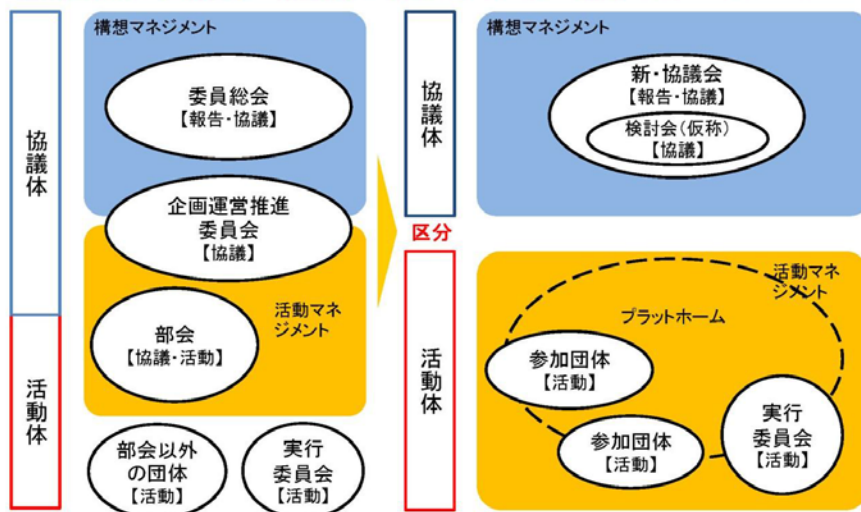 協議体
活動体
構想マネジメント
委員総会
【報告・協議】
企画運営推進
委員会
【協議】
活動マネ
ジメント
部会
【協議・活動】
部会以外
の団体
【活動】
実行
委員会
【活動】
協議体
区分
活動体
構想マネジメント
新・協議会
【報告・協議】
検討会(仮称)
【協議】
活動マネ
ジメント
プラットホーム
参加団体
【活動】
参加団体
【活動】
実行
委員会
【活動】